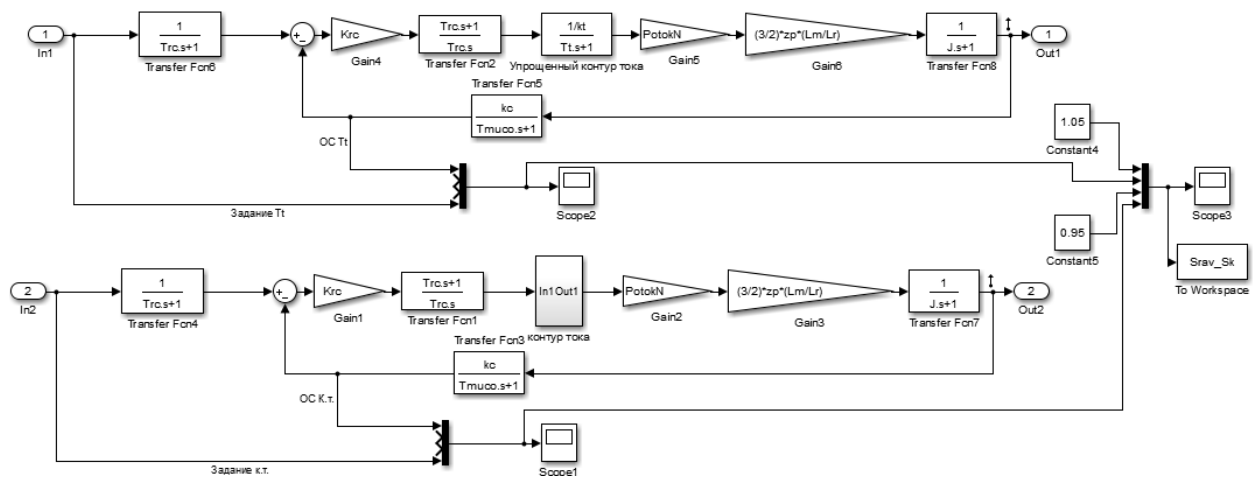 1
In1
1
Trc.s+1
Transfer Fcn6
Krc
Gain4
Trc.s+1
Trc.s
Transfer Fcn2
1/kt
Tt.s+1
Упрощенный контур тока
PotokN
Gain5
(3/2)*zp*(Lm/Lr)
Gain6
1
J.s+1
Transfer Fcn8
1
Out1
Transfer Fcn5
kc
Tmuco.s+1
ОС Tt
Задание Tt
Scope2
1.05
Constant4
0.95
Constant5
Scope3
Srav_Sk
To Workspace
2
In2
1
Trc.s+1
Transfer Fcn4
Krc
Gain1
Trc.s+1
Trc.s
Transfer Fcn1
In1Out1
контур тока
PotokN
Gain2
(3/2)*zp*(Lm/Lr)
Gain3
1
J.s+1
Transfer Fcn7
2
Out2
Transfer Fcn3
kc
Tmuco.s+1
ОС К.т.
Задание к.т.
Scope1